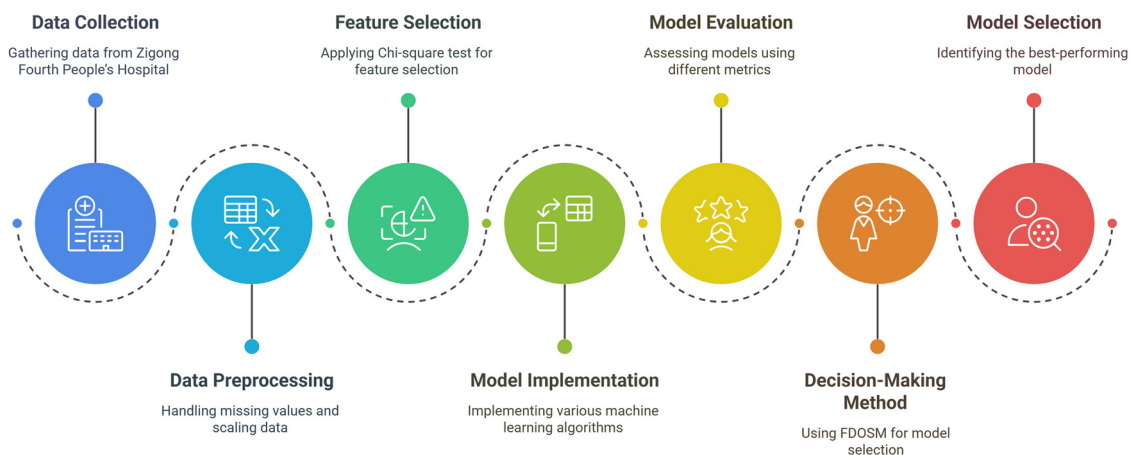 Data Collection
Gathering data from Zigong
Fourth People's Hospital
Data Preprocessing
Handling missing values and
scaling data
Feature Selection
Applying Chi-square test for
feature selection
Model Implementation
Implementing various machine
learning algorithms
Model Evaluation
Assessing models using
different metrics
Decision-Making
Method
Using FDOSM for model
selection
Model Selection
Identifying the best-performing
model